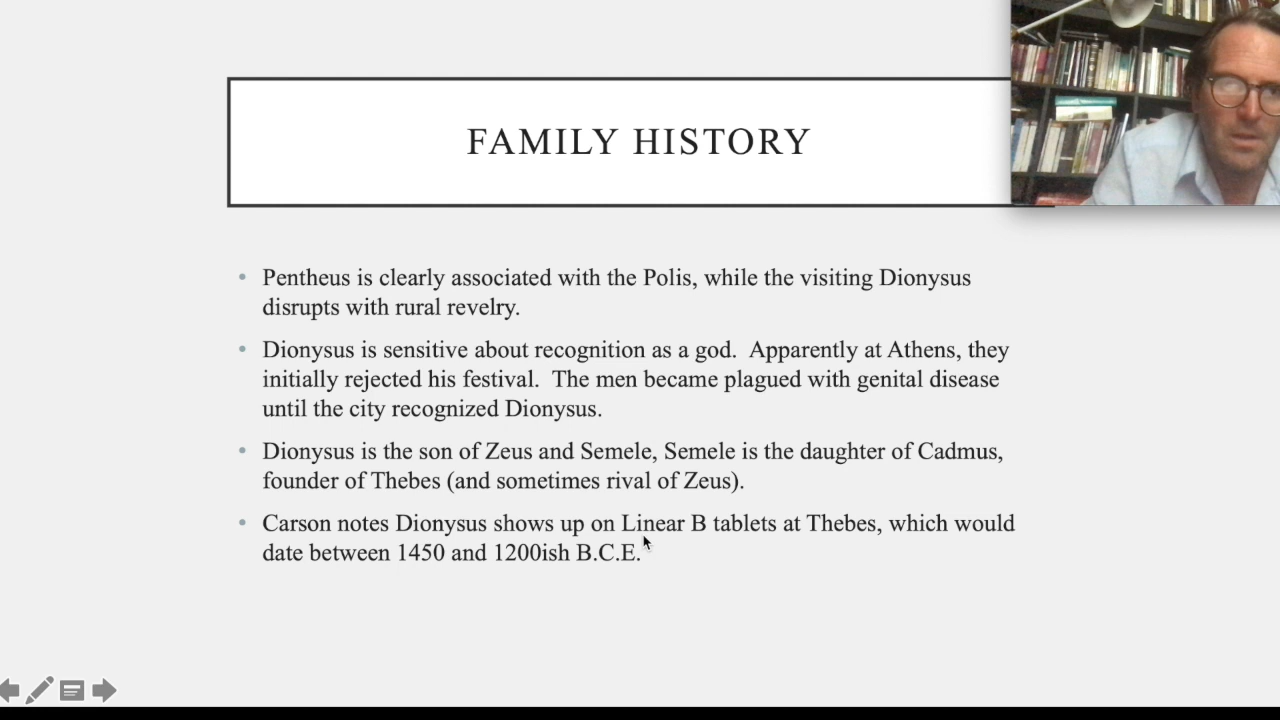 FAMILY HISTORY
• Pentheus is clearly associated with the Polis, while the visiting Dionysus
disrupts with rural revelry.
• Dionysus is sensitive about recognition as a god.  Apparently at Athens, they
initially rejected his festival.  The men became plagued with genital disease
until the city recognized Dionysus.
• Dionysus is the son of Zeus and Semele, Semele is the daughter of Cadmus,
founder of Thebes (and sometimes rival of Zeus).
• Carson notes Dionysus shows up on Linear B tablets at Thebes, which would
date between 1450 and 1200ish B.C.E.